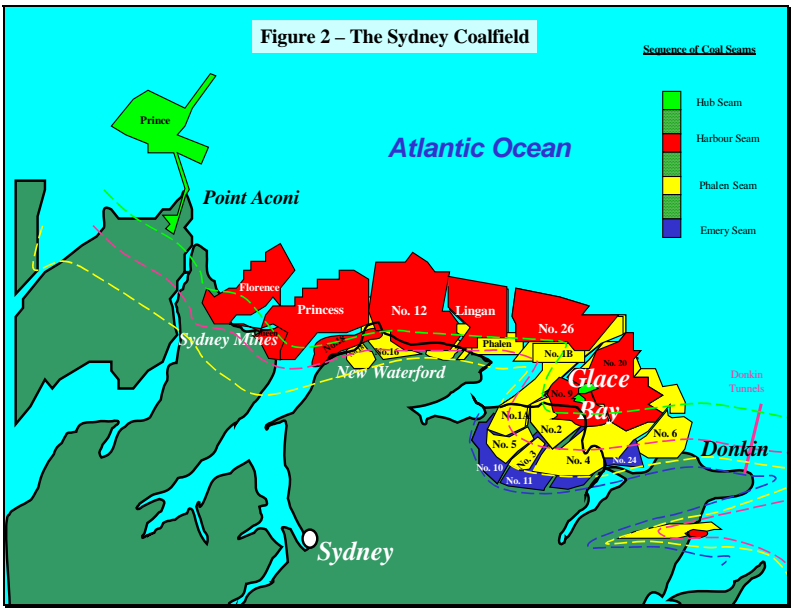 Figure 2 – The Sydney Coalfield
Sequence of Coal Seams
Hub Seam
Harbour Seam
Phalen Seam
Emery Seam
Prince
Atlantic Ocean
Point Aconi
Florence
Princess
No. 12
Lingan
No. 26
Sydney Mines
No. 16
New Waterford
Phalen
No. 1B
No. 20
Glace
Bay
No. 9
Donkin
Tunnels
No.1A
No.2
No. 5
No. 3
No. 4
No. 6
No. 10
No. 11
No. 24
Donkin
Sydney